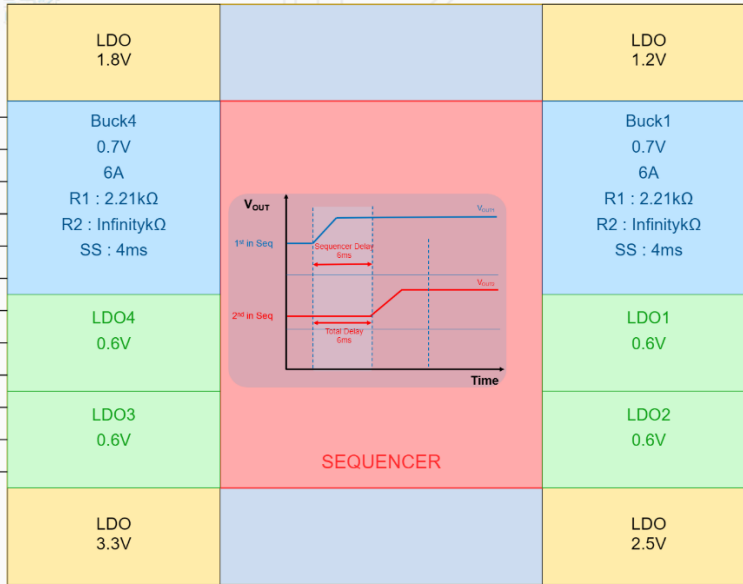 LDO
1.8V
LDO
1.2V
Buck4
0.7V
6A
R1 : 2.21kΩ
R2 : InfinitykΩ
SS : 4ms
Buck1
0.7V
6A
R1 : 2.21kΩ
R2 : InfinitykΩ
SS : 4ms
VOUT
1st in Seq
Sequencer Delay
6ms
2nd in Seq
Total Delay
6ms
Time
LDO4
0.6V
LDO1
0.6V
LDO3
0.6V
LDO2
0.6V
SEQUENCER
LDO
3.3V
LDO
2.5V